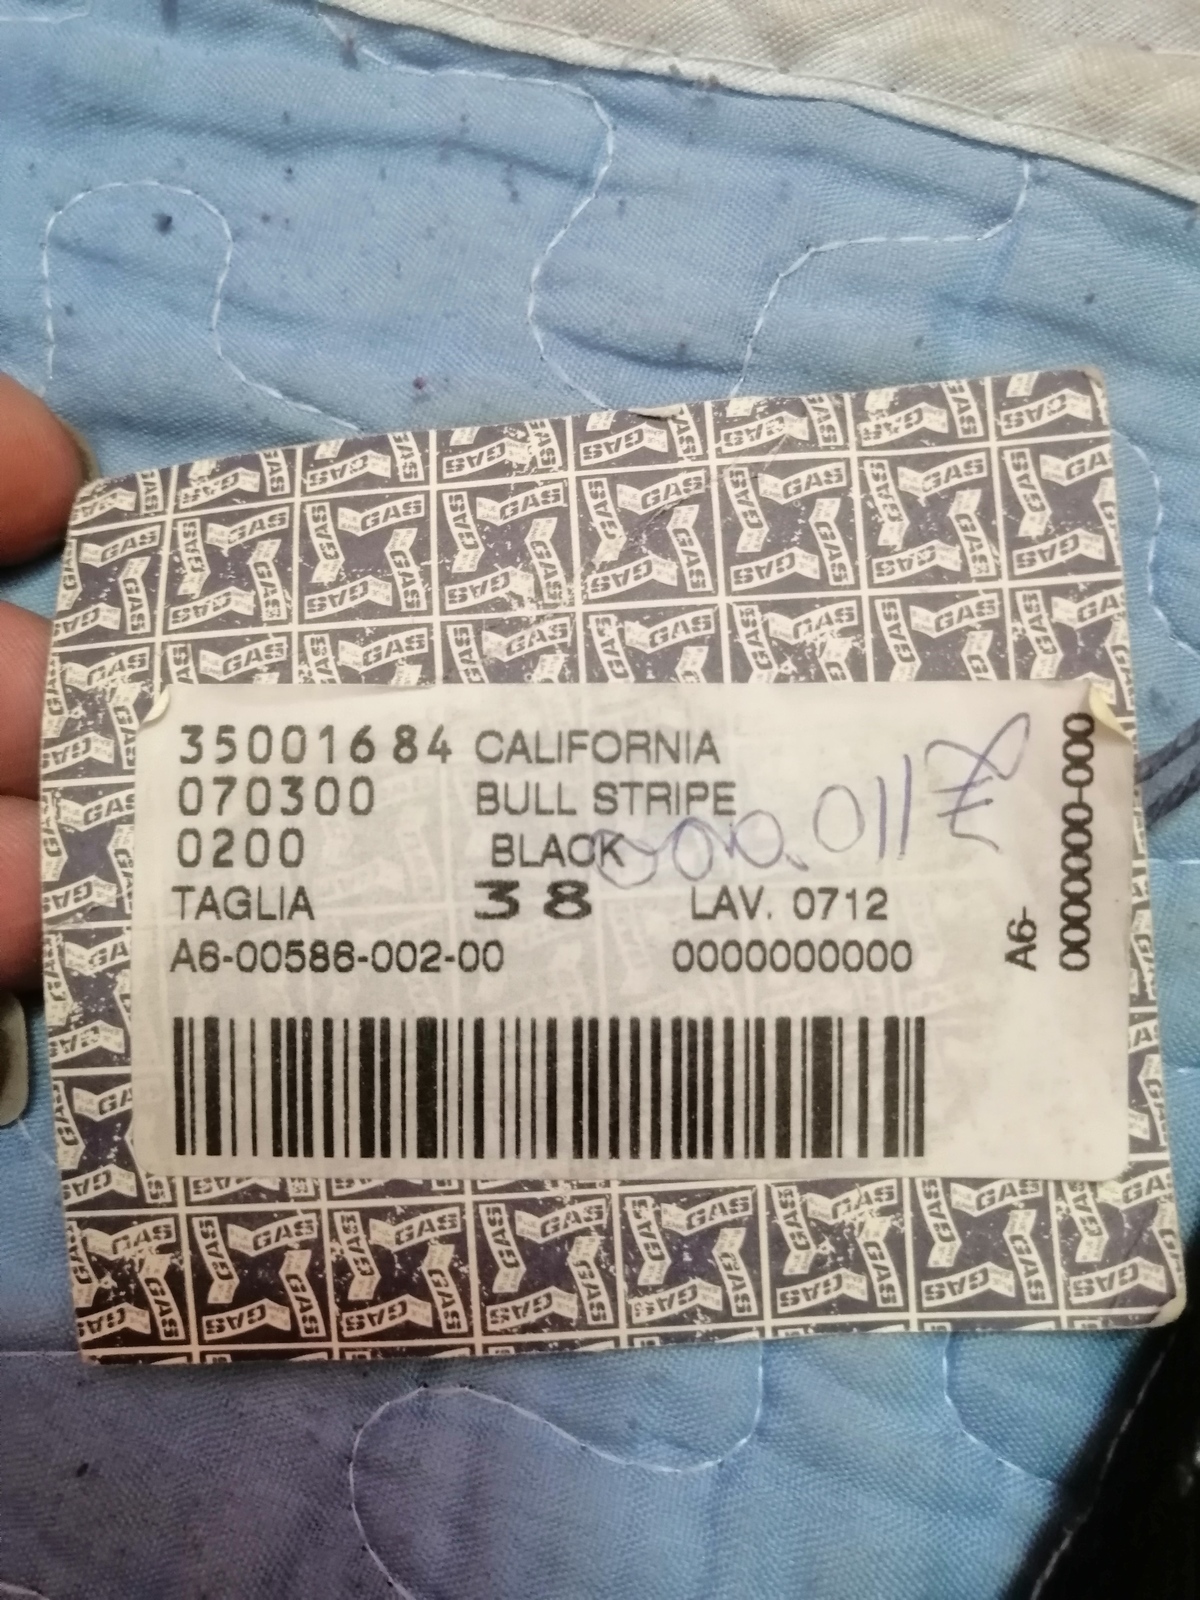 35001684 CALIFORNIA
070300 BULL STRIPE
0200 BLACK
TAGLIA 38 LAV. 0712
A6-00586-002-00 0000000000
A6-
0000000-000
GAS